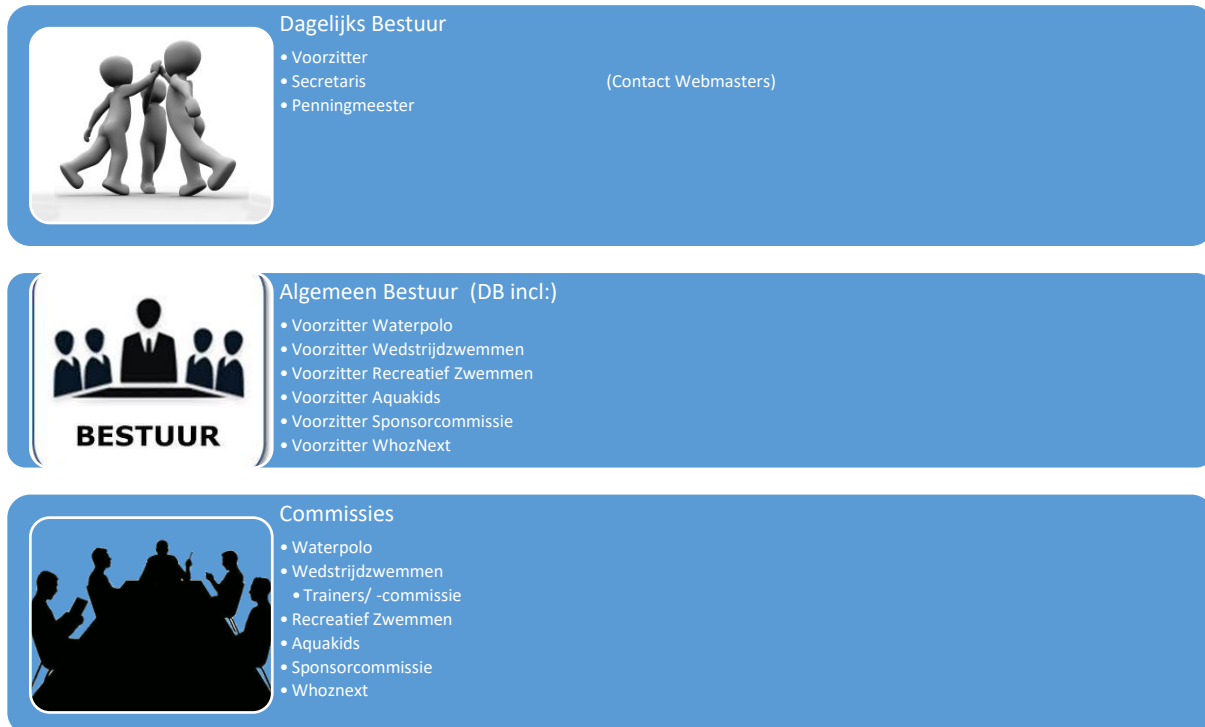 Dagelijks Bestuur
• Voorzitter
• Secretaris (Contact Webmasters)
• Penningmeester
BESTUUR
Algemeen Bestuur (DB incl:)
• Voorzitter Waterpolo
• Voorzitter Wedstrijdzwemmen
• Voorzitter Recreatief Zwemmen
• Voorzitter Aquakids
• Voorzitter Sponsorcommissie
• Voorzitter WhozNext
Commissies
• Waterpolo
• Wedstrijdzwemmen
• Trainers/ -commissie
• Recreatief Zwemmen
• Aquakids
• Sponsorcommissie
• Whoznext